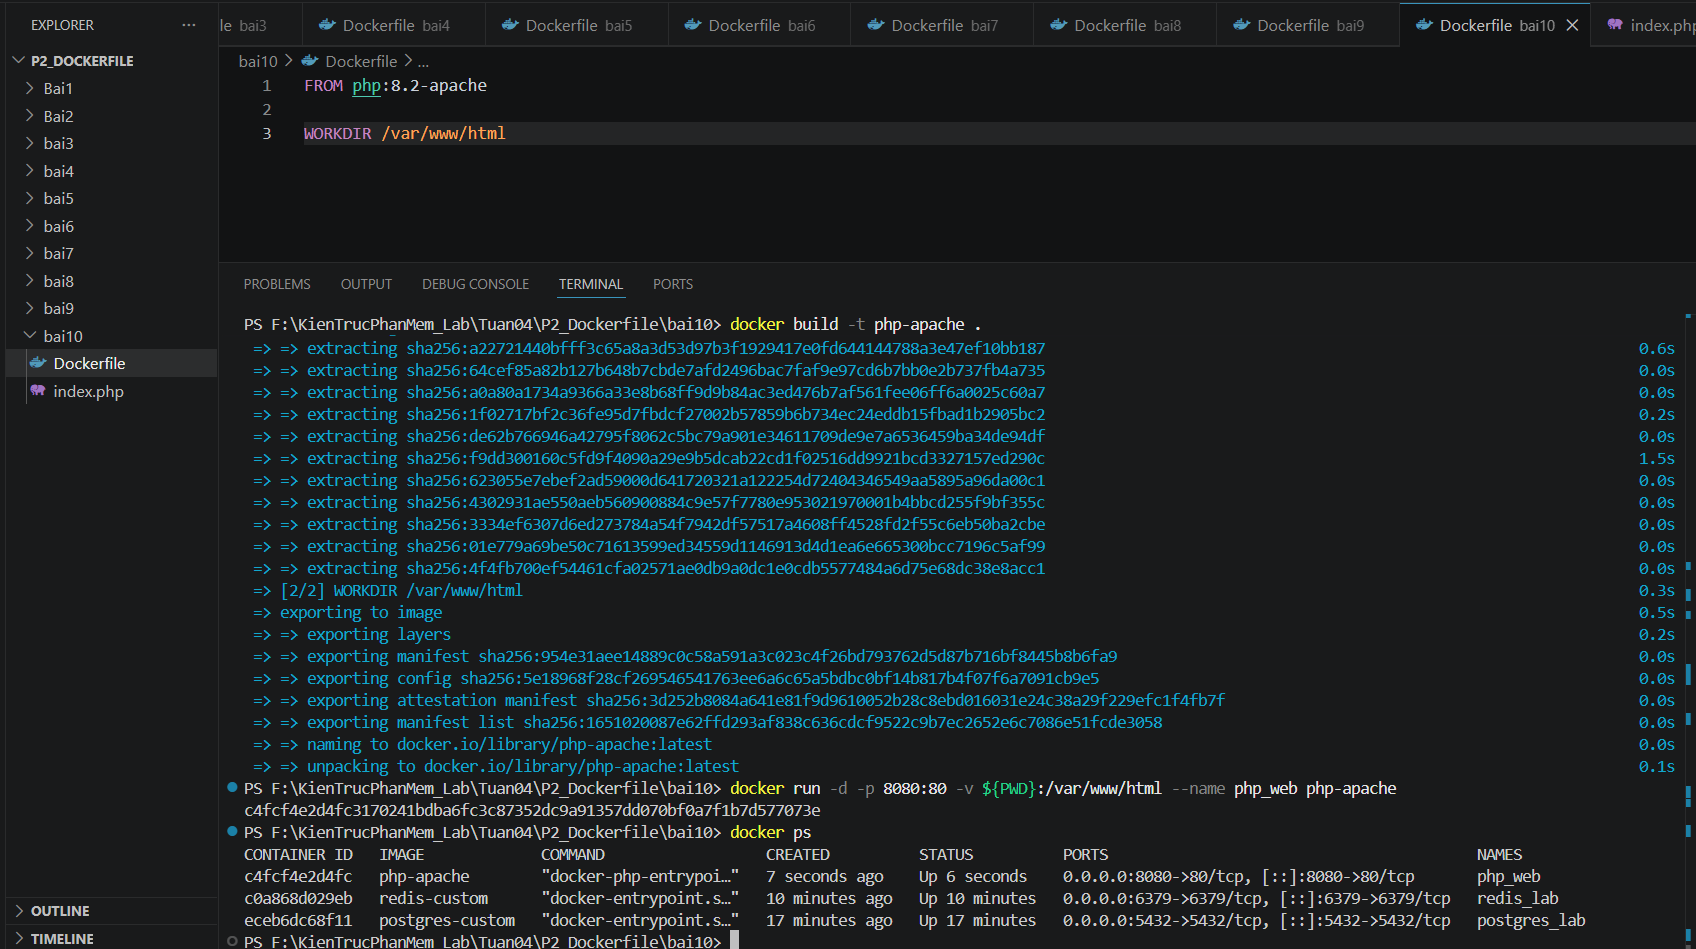 EXPLORER
···
le bai3
Dockerfile bai4
Dockerfile bai5
Dockerfile bai6
Dockerfile bai7
Dockerfile bai8
Dockerfile bai9
Dockerfile bai10
index.php
P2_DOCKERFILE
Bai1
Bai2
bai3
bai4
bai5
bai6
bai7
bai8
bai9
bai10
Dockerfile
index.php
OUTLINE
TIMELINE
bai10 > Dockerfile > ...
1 FROM php:8.2-apache
2
3 WORKDIR /var/www/html
PROBLEMS OUTPUT DEBUG CONSOLE TERMINAL PORTS
PS F:\KienTrucPhanMem_Lab\Tuan04\P2_Dockerfile\bai10> docker build -t php-apache .
=> => extracting sha256:a22721440bfff3c65a8a3d53d97b3f1929417e0fd644144788a3e47ef10bb187 0.6s
=> => extracting sha256:64cef85a82b127b648b7cbde7afd2496bac7faf9e97cd6b7bb0e2b737fb4a735 0.0s
=> => extracting sha256:a0a80a1734a9366a33e8b68ff9d9b84ac3ed476b7af561fee06ff6a0025c60a7 0.0s
=> => extracting sha256:1f02717bf2c36fe95d7fbdcf27002b57859b6b734ec24eddb15fbad1b2905bc2 0.2s
=> => extracting sha256:de62b766946a42795f8062c5bc79a901e34611709de9e7a6536459ba34de94df 0.0s
=> => extracting sha256:f9dd300160c5fd9f4090a29e9b5dcab22cd1f02516dd9921bcd3327157ed290c 1.5s
=> => extracting sha256:623055e7ebef2ad59000d641720321a122254d72404346549aa5895a96da00c1 0.0s
=> => extracting sha256:4302931ae550aeb560900884c9e57f7780e953021970001b4bbcd255f9bf355c 0.0s
=> => extracting sha256:3334ef6307d6ed273784a54f7942df57517a4608ff4528fd2f55c6eb50ba2cbe 0.0s
=> => extracting sha256:01e779a69be50c71613599ed34559d1146913d4d1ea6e665300bcc7196c5af99 0.0s
=> => extracting sha256:4f4fb700ef54461cfa02571ae0db9a0dc1e0cdb5577484a6d75e68dc38e8acc1 0.0s
=> [2/2] WORKDIR /var/www/html 0.3s
=> exporting to image 0.5s
=> => exporting layers 0.2s
=> => exporting manifest sha256:954e31aee14889c0c58a591a3c023c4f26bd793762d5d87b716bf8445b8b6fa9 0.0s
=> => exporting config sha256:5e18968f28cf269546541763ee6a6c65a5bdbc0bf14b817b4f07f6a7091cb9e5 0.0s
=> => exporting attestation manifest sha256:3d252b8084a641e81f9d9610052b28c8ebd016031e24c38a29f229efc1f4fb7f 0.0s
=> => exporting manifest list sha256:1651020087e62ffd293af838c636cdcf9522c9b7ec2652e6c7086e51fcde3058 0.0s
=> => naming to docker.io/library/php-apache:latest 0.0s
=> => unpacking to docker.io/library/php-apache:latest 0.1s
PS F:\KienTrucPhanMem_Lab\Tuan04\P2_Dockerfile\bai10> docker run -d -p 8080:80 -v ${PWD}:/var/www/html --name php_web php-apache
c4fcf4e2d4fc3170241bdba6fc3c87352dc9a91357dd070bf0a7f1b7d577073e
PS F:\KienTrucPhanMem_Lab\Tuan04\P2_Dockerfile\bai10> docker ps
CONTAINER ID IMAGE COMMAND CREATED STATUS PORTS NAMES
c4fcf4e2d4fc php-apache "docker-php-entrypoi…" 7 seconds ago Up 6 seconds 0.0.0.0:8080->80/tcp, [::]:8080->80/tcp php_web
c0a868d029eb redis-custom "docker-entrypoint.s…" 10 minutes ago Up 10 minutes 0.0.0.0:6379->6379/tcp, [::]:6379->6379/tcp redis_lab
eceb6dc68f11 postgres-custom "docker-entrypoint.s…" 17 minutes ago Up 17 minutes 0.0.0.0:5432->5432/tcp, [::]:5432->5432/tcp postgres_lab
PS F:\KienTrucPhanMem_Lab\Tuan04\P2_Dockerfile\bai10>